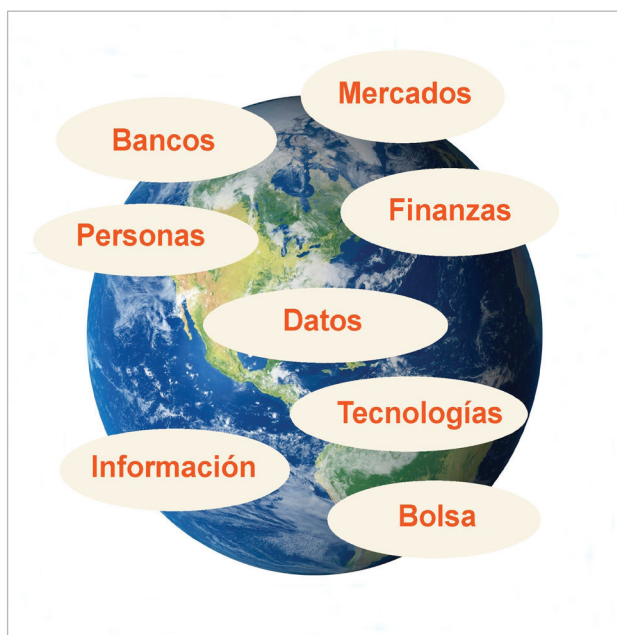 Mercados
Bancos
Finanzas
Personas
Datos
Tecnologías
Información
Bolsa